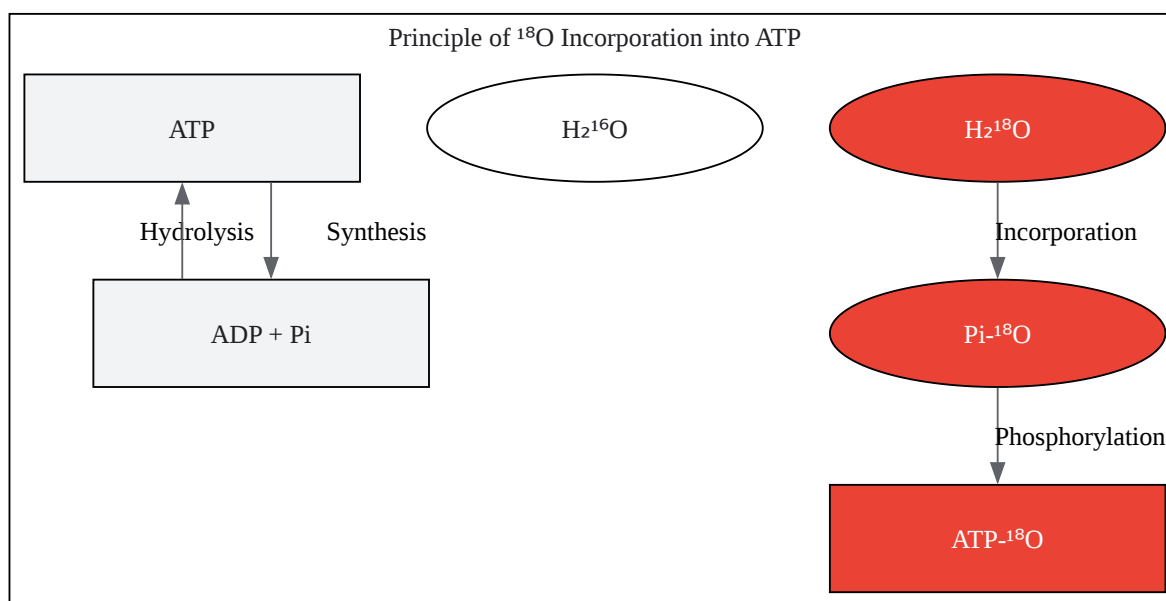 Principle of ¹⁸O Incorporation into ATP
ATP
H₂¹⁶O
H₂¹⁸O
Hydrolysis
Synthesis
Incorporation
ADP + Pi
Pi-¹⁸O
Phosphorylation
ATP-¹⁸O